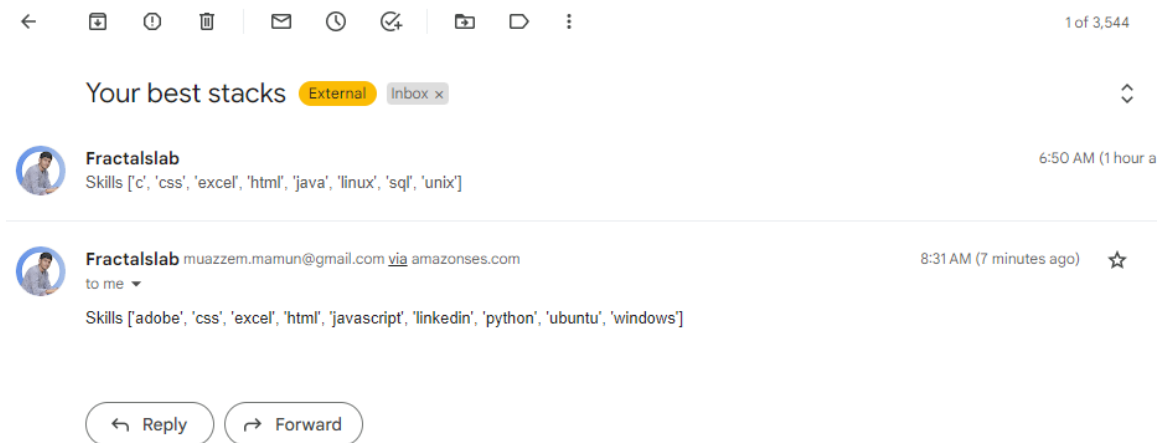 1 of 3,544
Your best stacks External Inbox ×
Fractalslab 6:50 AM (1 hour a
Skills ['c', 'css', 'excel', 'html', 'java', 'linux', 'sql', 'unix']
Fractalslab muazzem.mamun@gmail.com via amazonses.com 8:31 AM (7 minutes ago)
to me
Skills ['adobe', 'css', 'excel', 'html', 'javascript', 'linkedin', 'python', 'ubuntu', 'windows']
Reply Forward